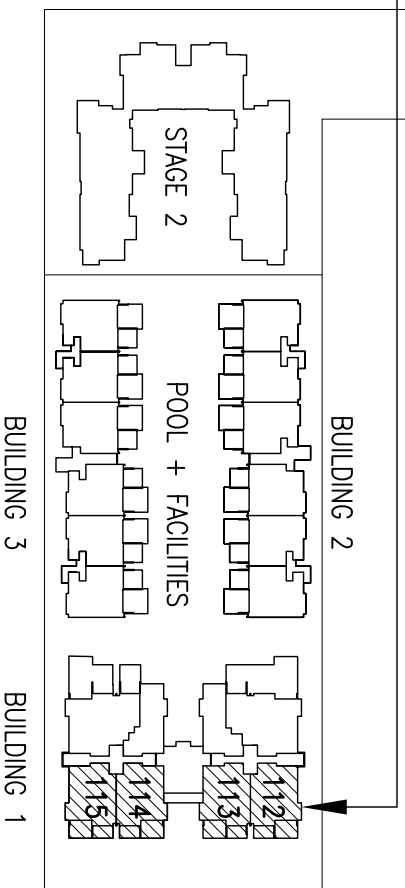 STAGE 2
POOL + FACILITIES
BUILDING 2
BUILDING 3
BUILDING 1
112
113
114
115